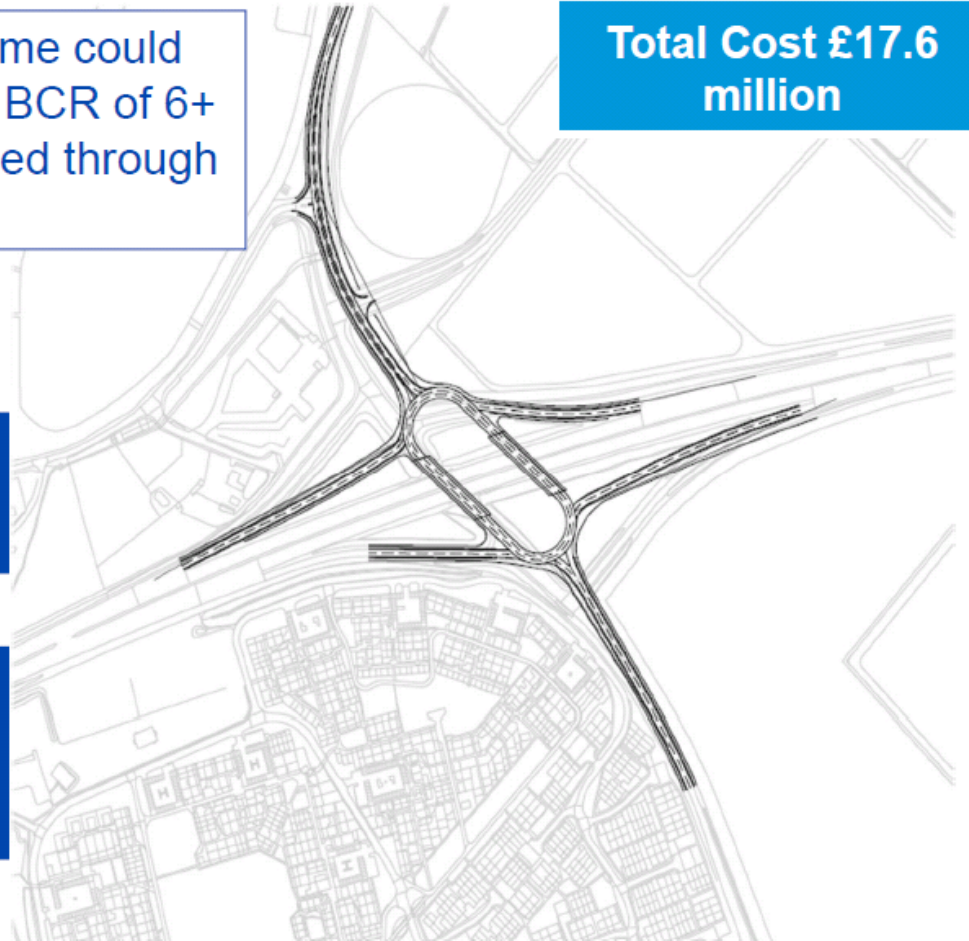 me could
BCR of 6+
ed through
Total Cost £17.6
million